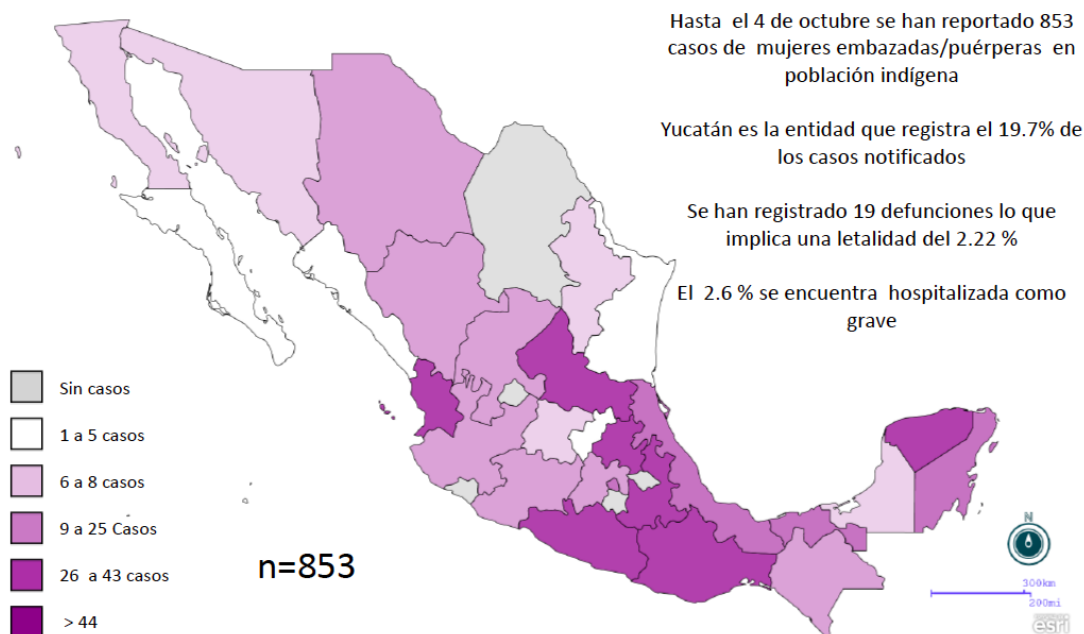 Hasta el 4 de octubre se han reportado 853
casos de mujeres embazadas/puérperas en
población indígena
Yucatán es la entidad que registra el 19.7% de
los casos notificados
Se han registrado 19 defunciones lo que
implica una letalidad del 2.22 %
El 2.6 % se encuentra hospitalizada como
grave
Sin casos
1 a 5 casos
6 a 8 casos
9 a 25 Casos
26 a 43 casos
> 44
n=853
N
300km
200mi
esri